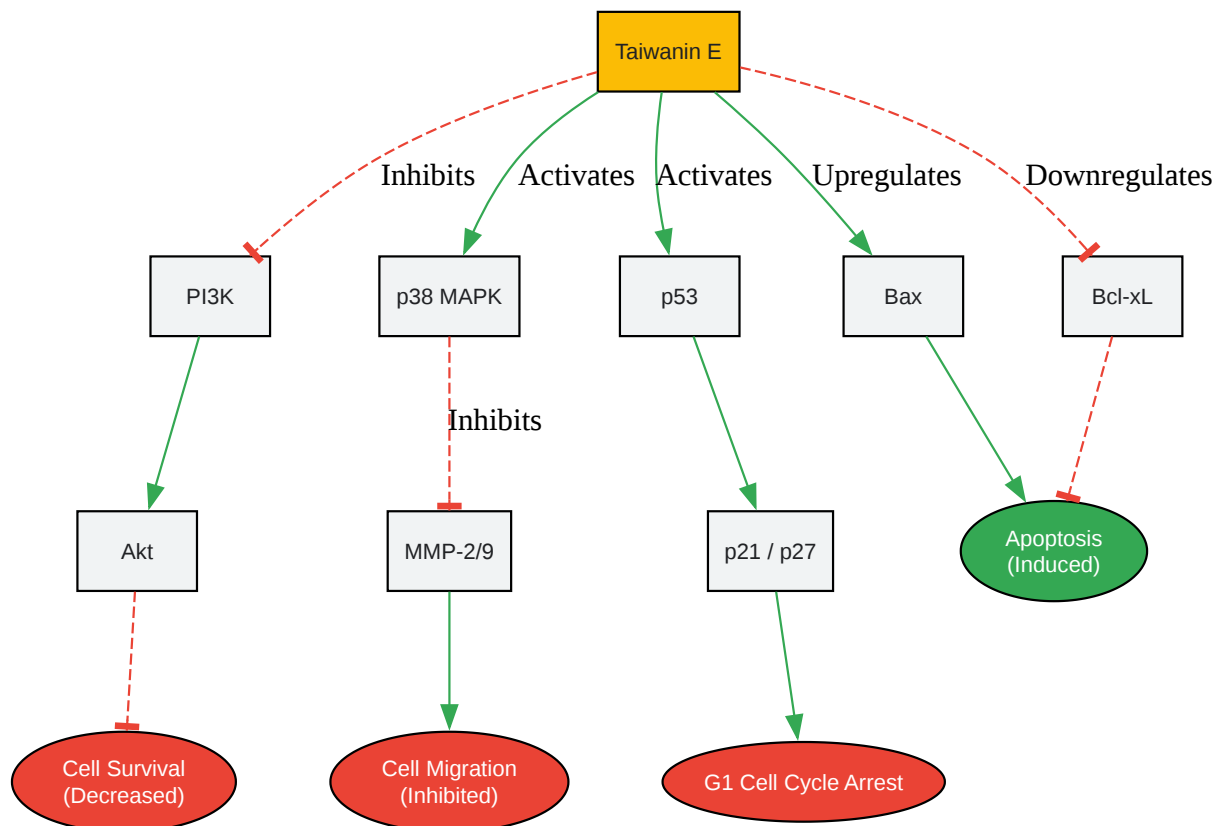 Taiwanin E
Inhibits
Activates
Activates
Upregulates
Downregulates
PI3K
p38 MAPK
p53
Bax
Bcl-xL
Inhibits
Akt
MMP-2/9
p21 / p27
Apoptosis
(Induced)
Cell Survival
(Decreased)
Cell Migration
(Inhibited)
G1 Cell Cycle Arrest